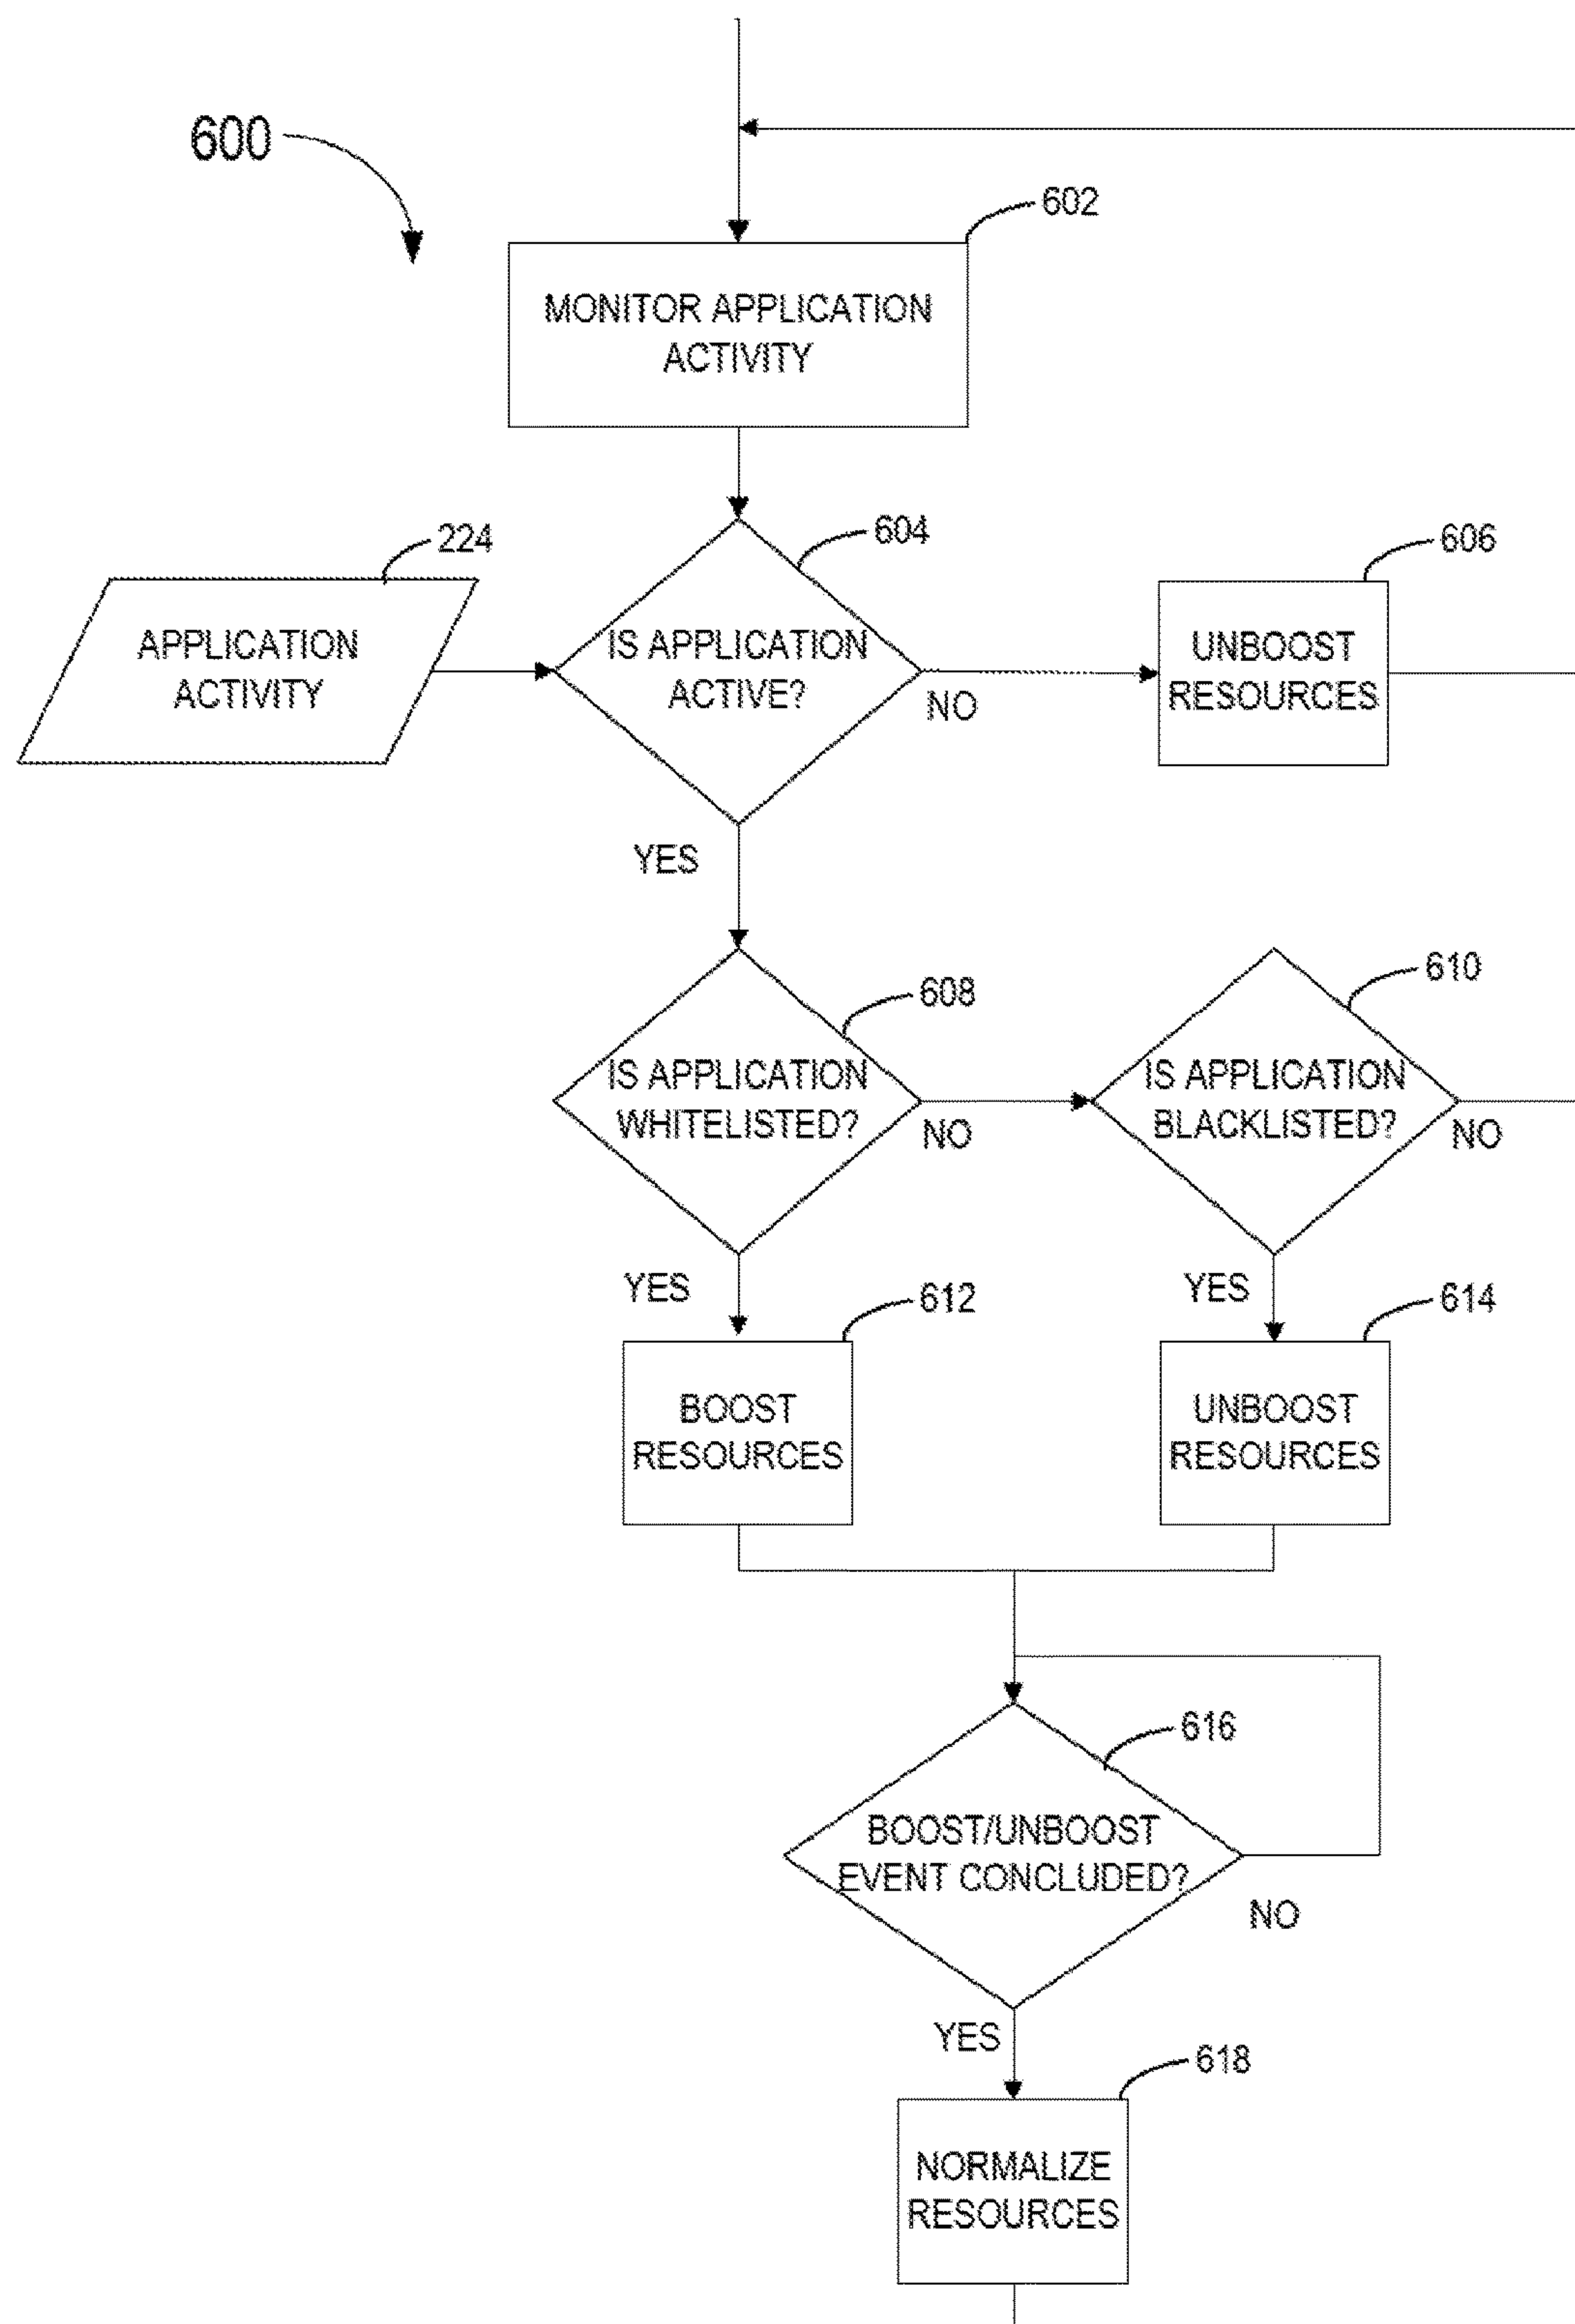 600
602
MONITOR APPLICATION
ACTIVITY
224
APPLICATION
ACTIVITY
604
IS APPLICATION
ACTIVE?
NO
606
UNBOOST
RESOURCES
YES
608
IS APPLICATION
WHITELISTED?
NO
610
IS APPLICATION
BLACKLISTED?
NO
YES
612
BOOST
RESOURCES
YES
614
UNBOOST
RESOURCES
616
BOOST/UNBOOST
EVENT CONCLUDED?
NO
YES
618
NORMALIZE
RESOURCES